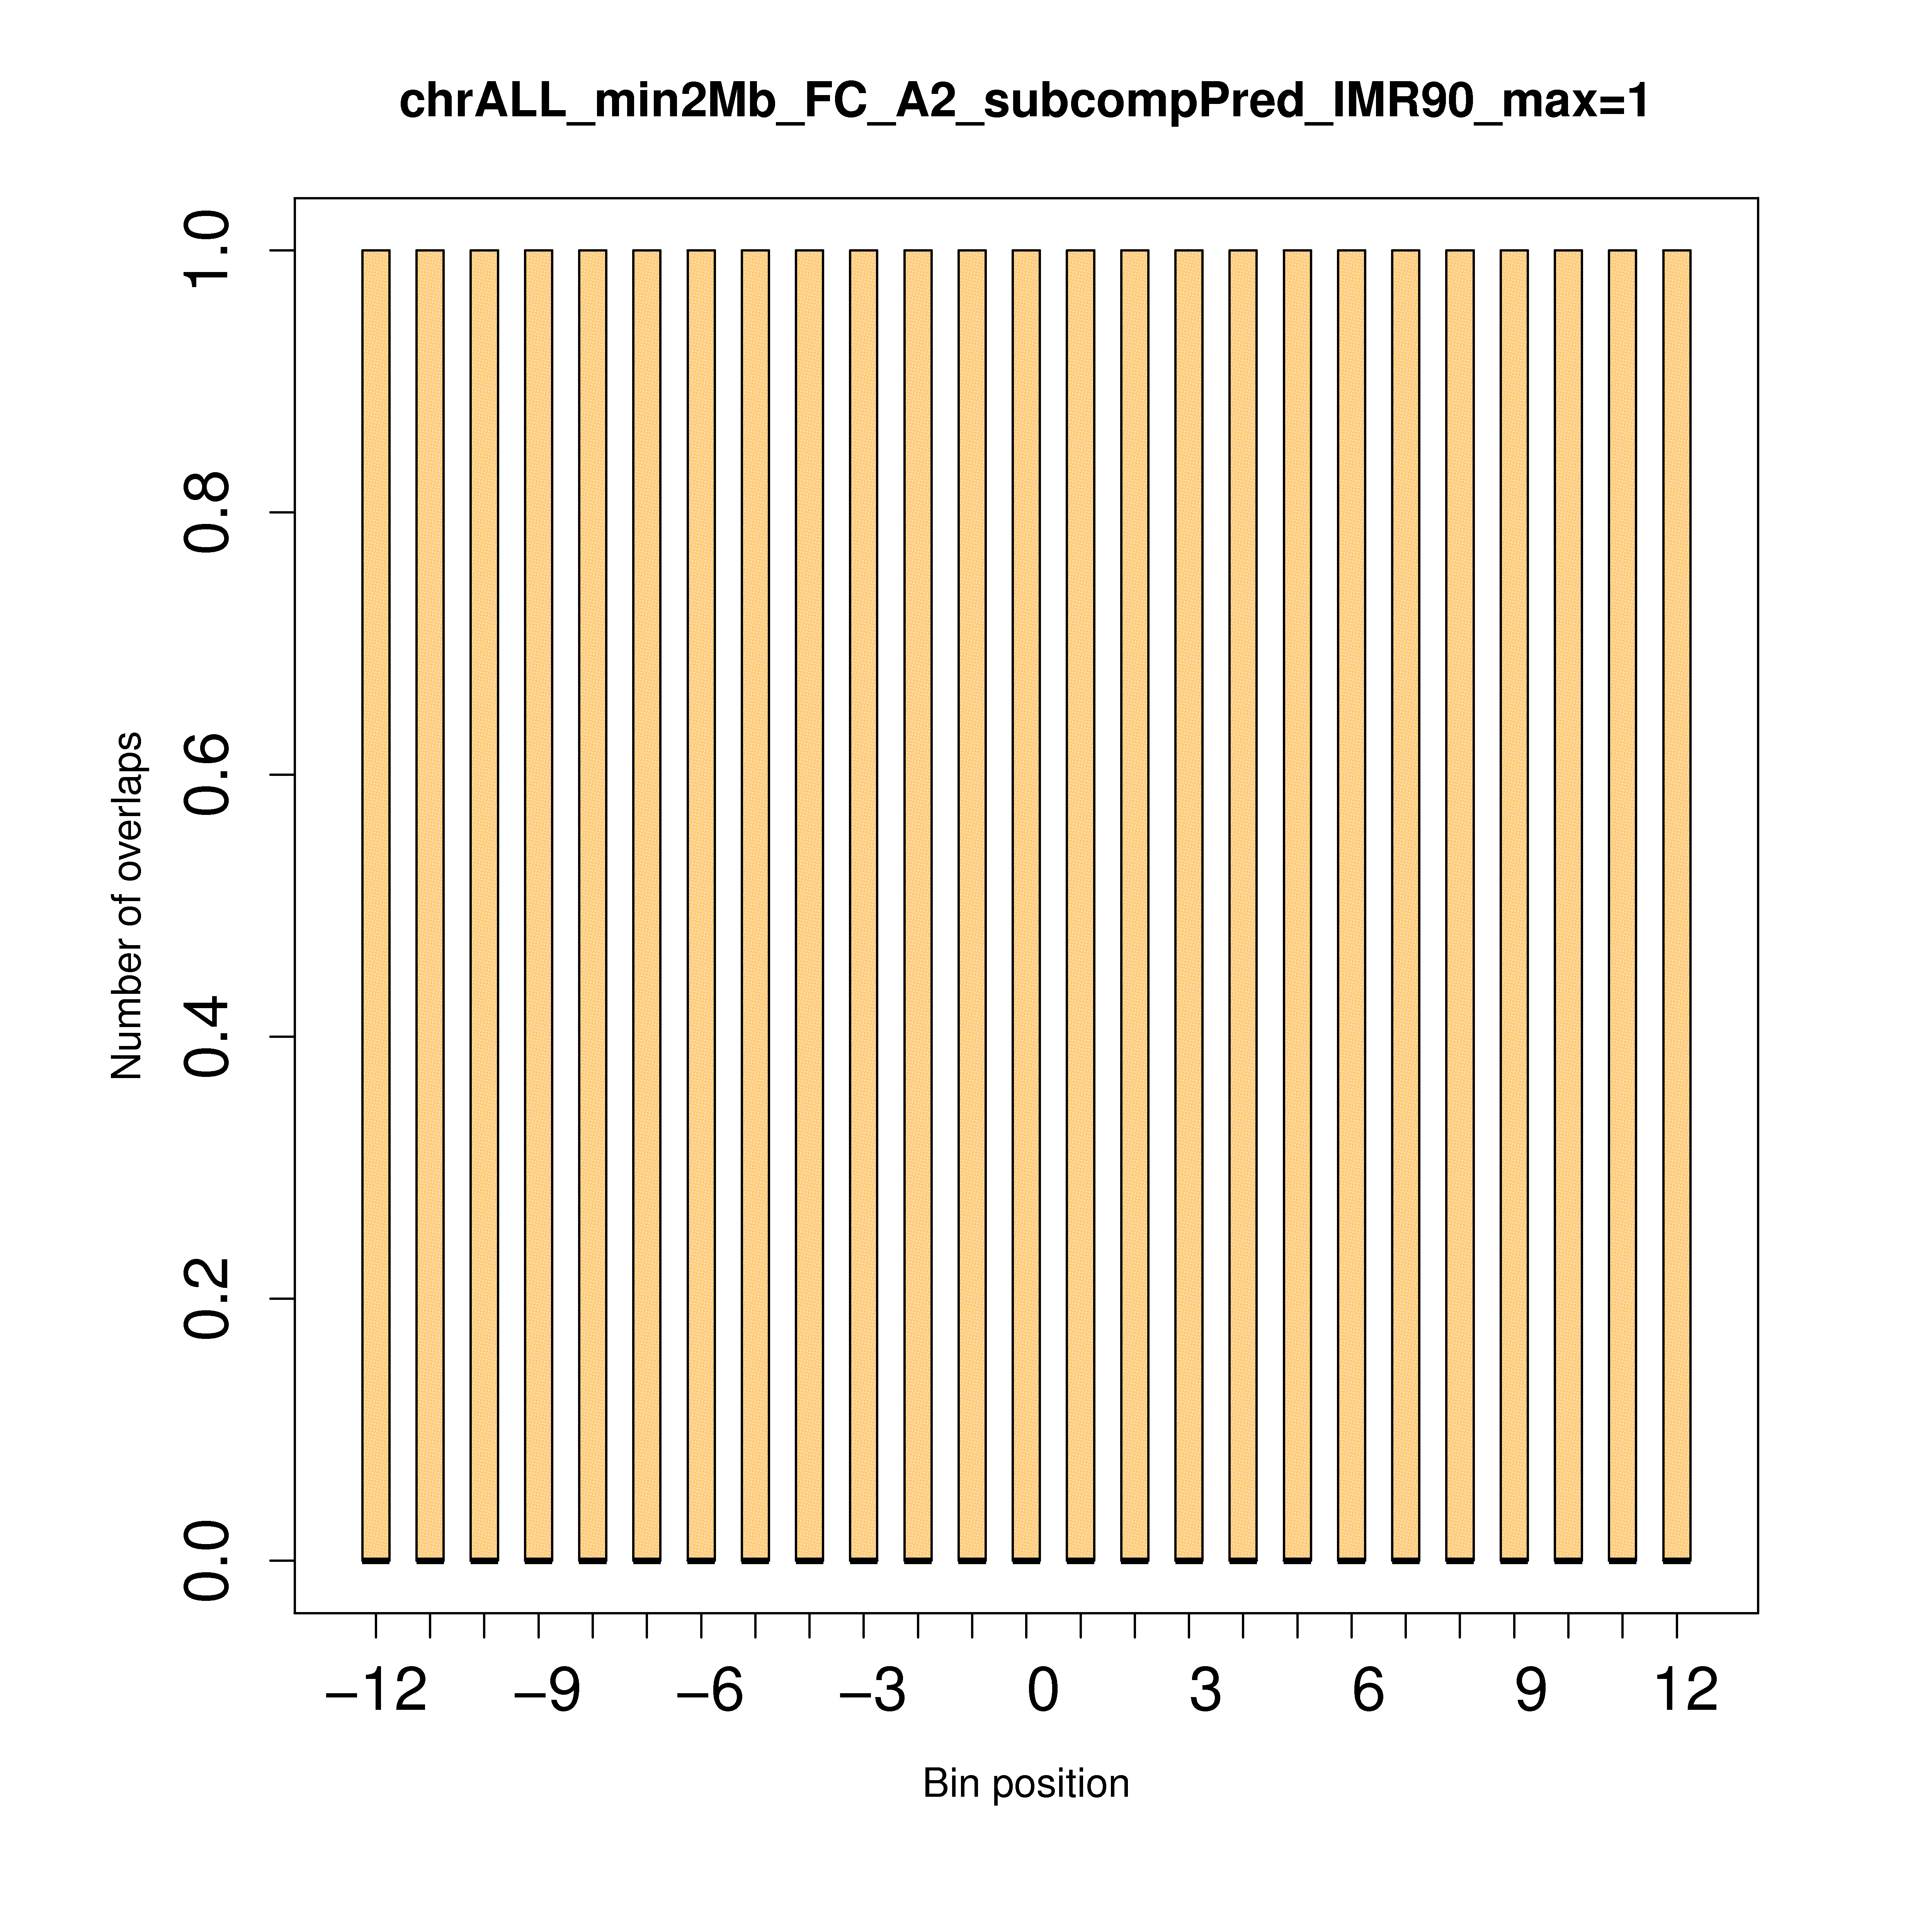 chrALL_min2Mb_FC_A2_subcompPred_IMR90_max=1
1.0
0.8
0.6
0.4
0.2
0.0
Number of overlaps
−12 −9 −6 −3 0 3 6 9 12
Bin position